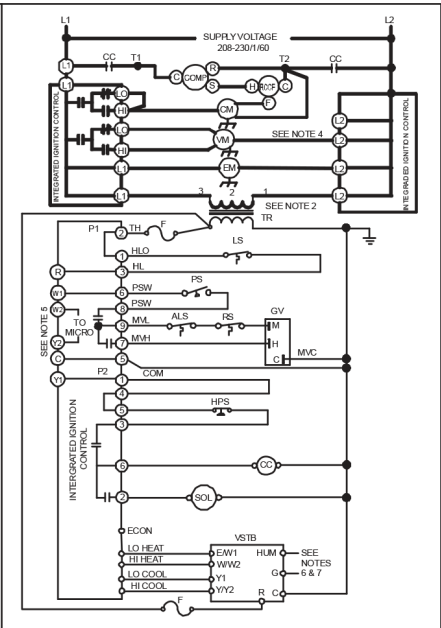 L1 L2
SUPPLY VOLTAGE
208-230/1/60
CC T1 T2 CC
L1 C COMP R S H RCCF C F
L1
INTEGRATED IGNITION CONTROL
LO
HI
CM
L2
LO
HI
VM
SEE NOTE 4
L2
L1 L1 EM L2
L1 L1 L2
INTEGRADED IGNITION CONTROL
3 2 1
SEE NOTE 2
TR
P1 2 TH F
LS
1 HLO
R 3 HL
PS
W1 6 PSW
W2 8 PSW
GV
TO
MICRO
9 MVL ALS RS M
Y2 7 MVH H
SEE NOTE 5
C MVC
C 5
COM
Y1 P2 1
4
5 HPS
3
INTERGRATED IGNITION
CONTROL
6 CC
2 SOL
ECON
VSTB
LO HEAT E/W1 HUM SEE
HI HEAT W/W2 NOTES
LO COOL Y1 G 6 & 7
HI COOL Y/Y2 R C
F